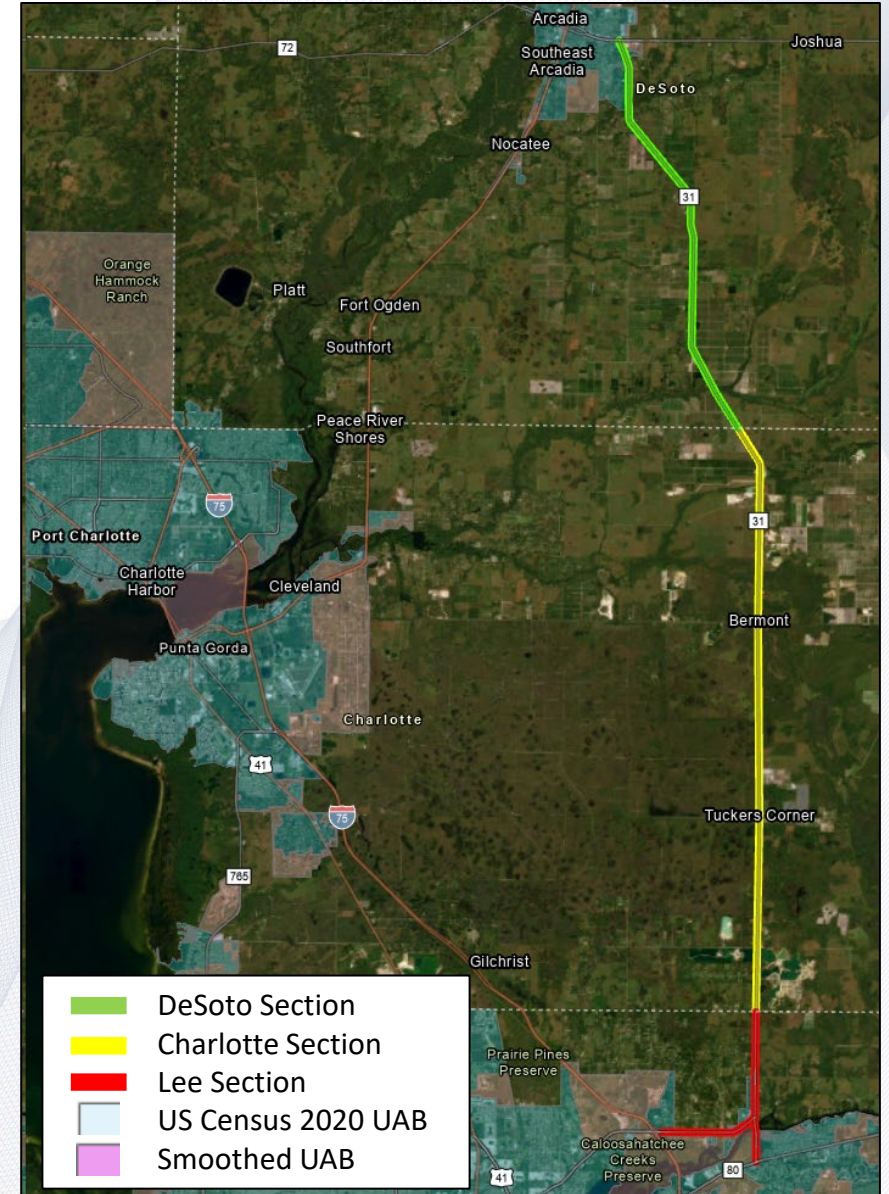 Arcadia
72
Joshua
Southeast
Arcadia
DeSoto
Nocatee
31
Orange
Hammock
Ranch
Platt
Fort Ogden
Southfort
Peace River
Shores
75
31
Port Charlotte
Charlotte
Harbor
Cleveland
Bermont
Punta Gorda
Charlotte
41
75
Tuckers Corner
765
Gilchrist
DeSoto Section
Charlotte Section
Lee Section
US Census 2020 UAB
Smoothed UAB
Prairie Pines
Preserve
Caloosahatchee
Creeks
Preserve
80
41